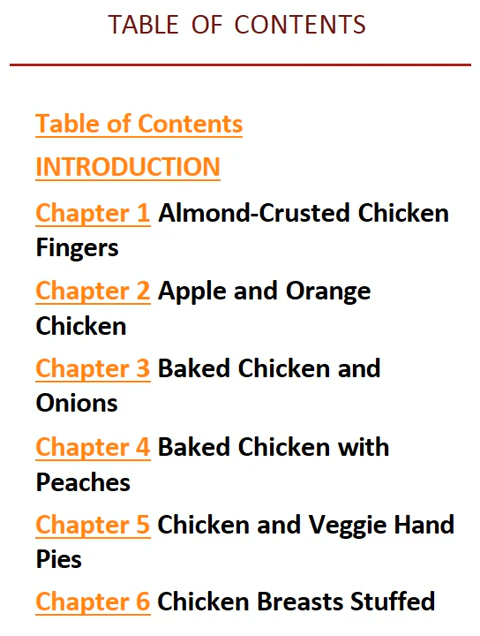 TABLE OF CONTENTS
Table of Contents
INTRODUCTION
Chapter 1 Almond-Crusted Chicken
Fingers
Chapter 2 Apple and Orange
Chicken
Chapter 3 Baked Chicken and
Onions
Chapter 4 Baked Chicken with
Peaches
Chapter 5 Chicken and Veggie Hand
Pies
Chapter 6 Chicken Breasts Stuffed